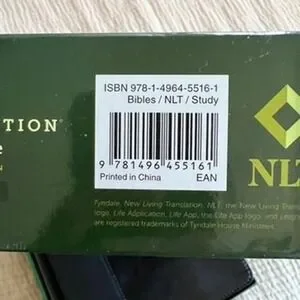 ISBN 978-1-4964-5516-1
Bibles / NLT / Study
9 781496 455161
Printed in China EAN
TION®
e
NLT
Tyndale, New Living Translation, NLT, the New Living Trans
logo, Life Application, Life App, the Life App logo, and
are registered trademarks of Tyndale House Ministries.